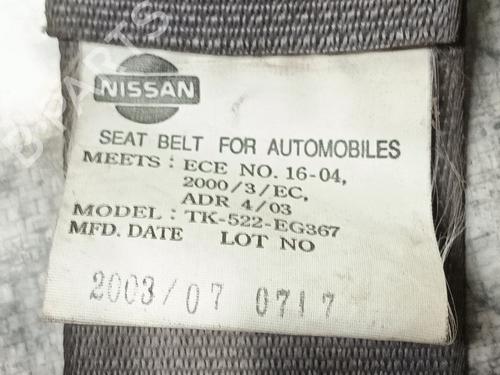 NISSAN
SEAT BELT FOR AUTOMOBILES
MEETS : ECE NO. 16-04,
2000/3/EC,
ADR 4/03
MODEL : TK-522-EG367
MFD. DATE LOT NO
2003/07 0717